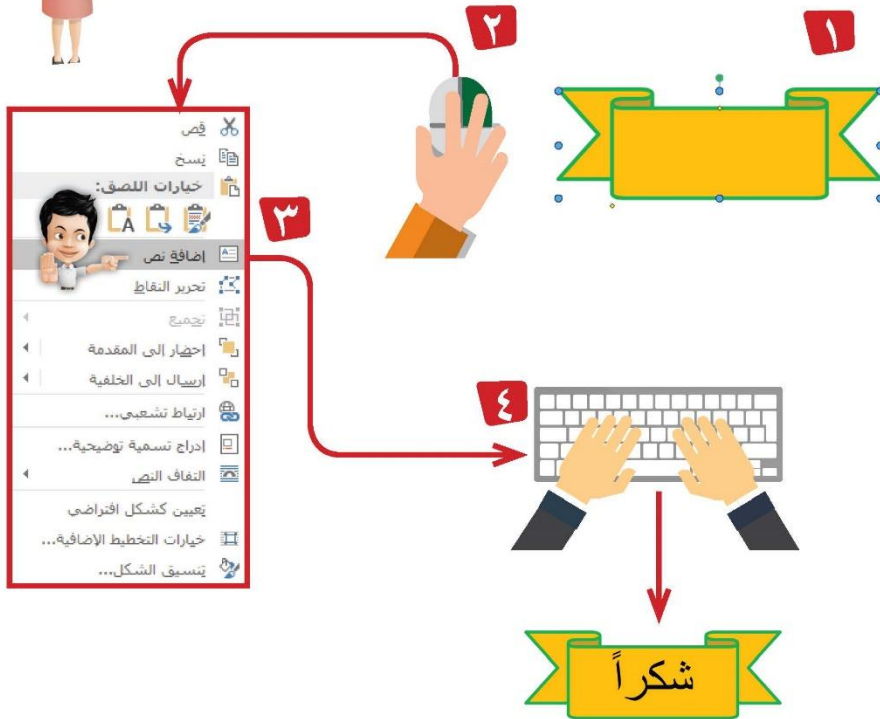 ١
٢
قص
نسخ
خيارات اللصق:
A
٣
إضافة نص
تحرير النقاط
تجميع
إحضار إلى المقدمة
إرسال إلى الخلفية
ارتباط تشعبي...
إدراج تسمية توضيحية...
التفاف النص
تعيين كشكل افتراضي
خيارات التخطيط الإضافية...
تنسيق الشكل...
٤
شكراً